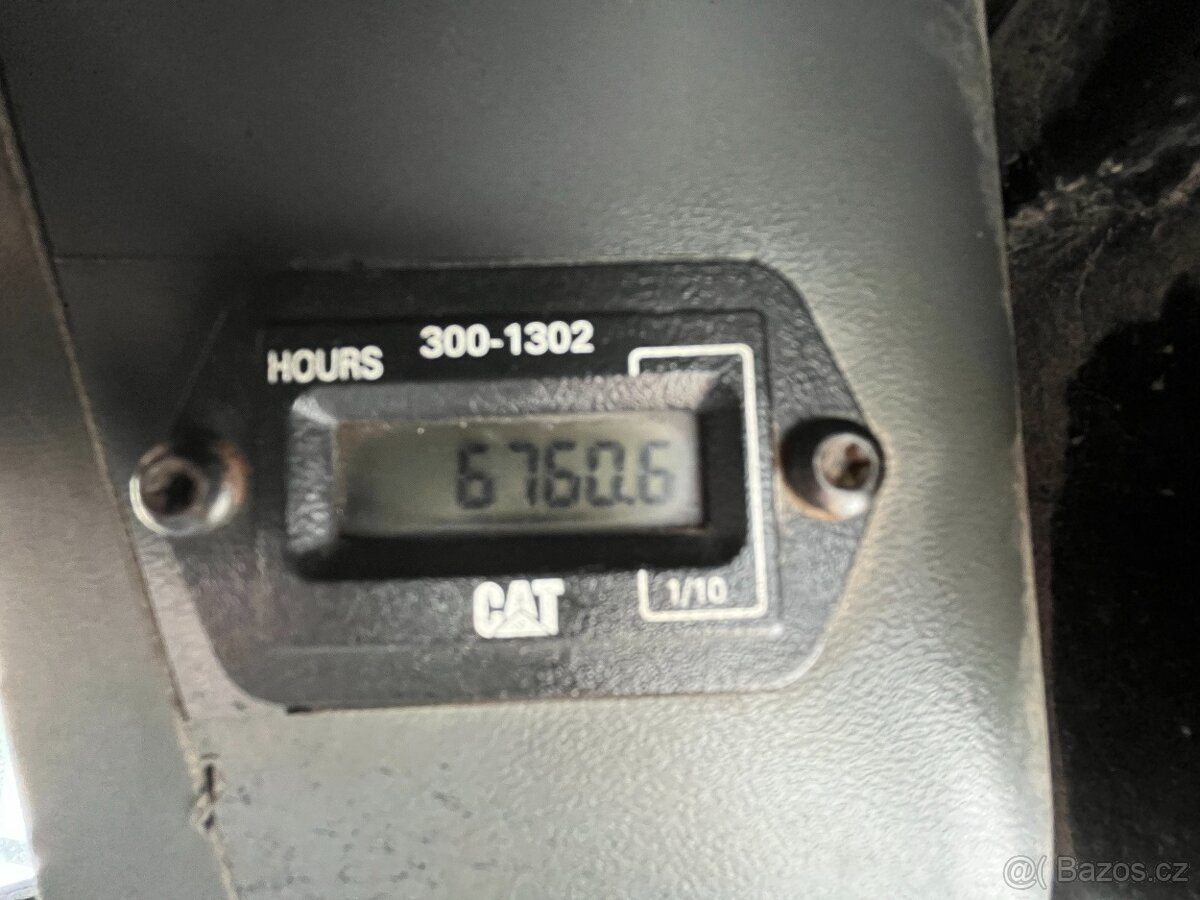 300-1302
HOURS
6760.6
CAT
1/10
@( Bazos.cz